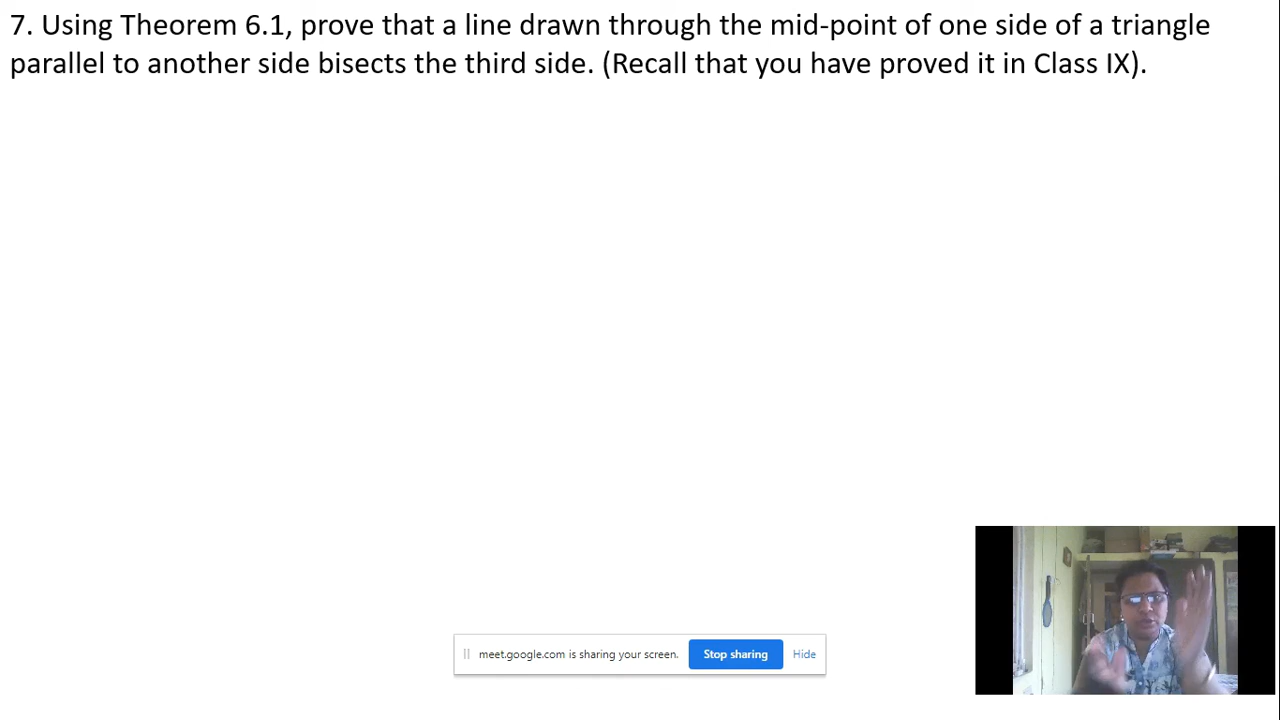 7. Using Theorem 6.1, prove that a line drawn through the mid-point of one side of a triangle
parallel to another side bisects the third side. (Recall that you have proved it in Class IX).
meet.google.com is sharing your screen. Stop sharing Hide